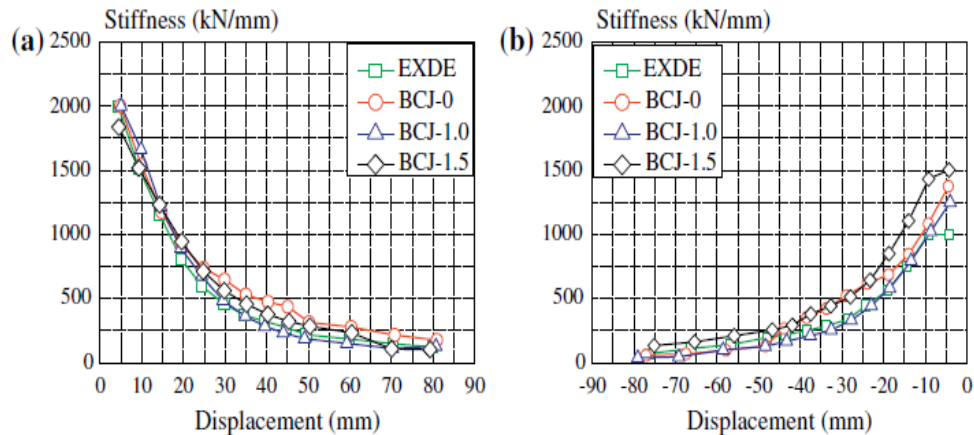 Stiffness (kN/mm)
(a)
2500
2000
1500
1000
500
0
EXDE
BCJ-0
BCJ-1.0
BCJ-1.5
0 10 20 30 40 50 60 70 80 90
Displacement (mm)
Stiffness (kN/mm)
(b)
2500
2000
1500
1000
500
0
EXDE
BCJ-0
BCJ-1.0
BCJ-1.5
-90 -80 -70 -60 -50 -40 -30 -20 -10 0
Displacement (mm)